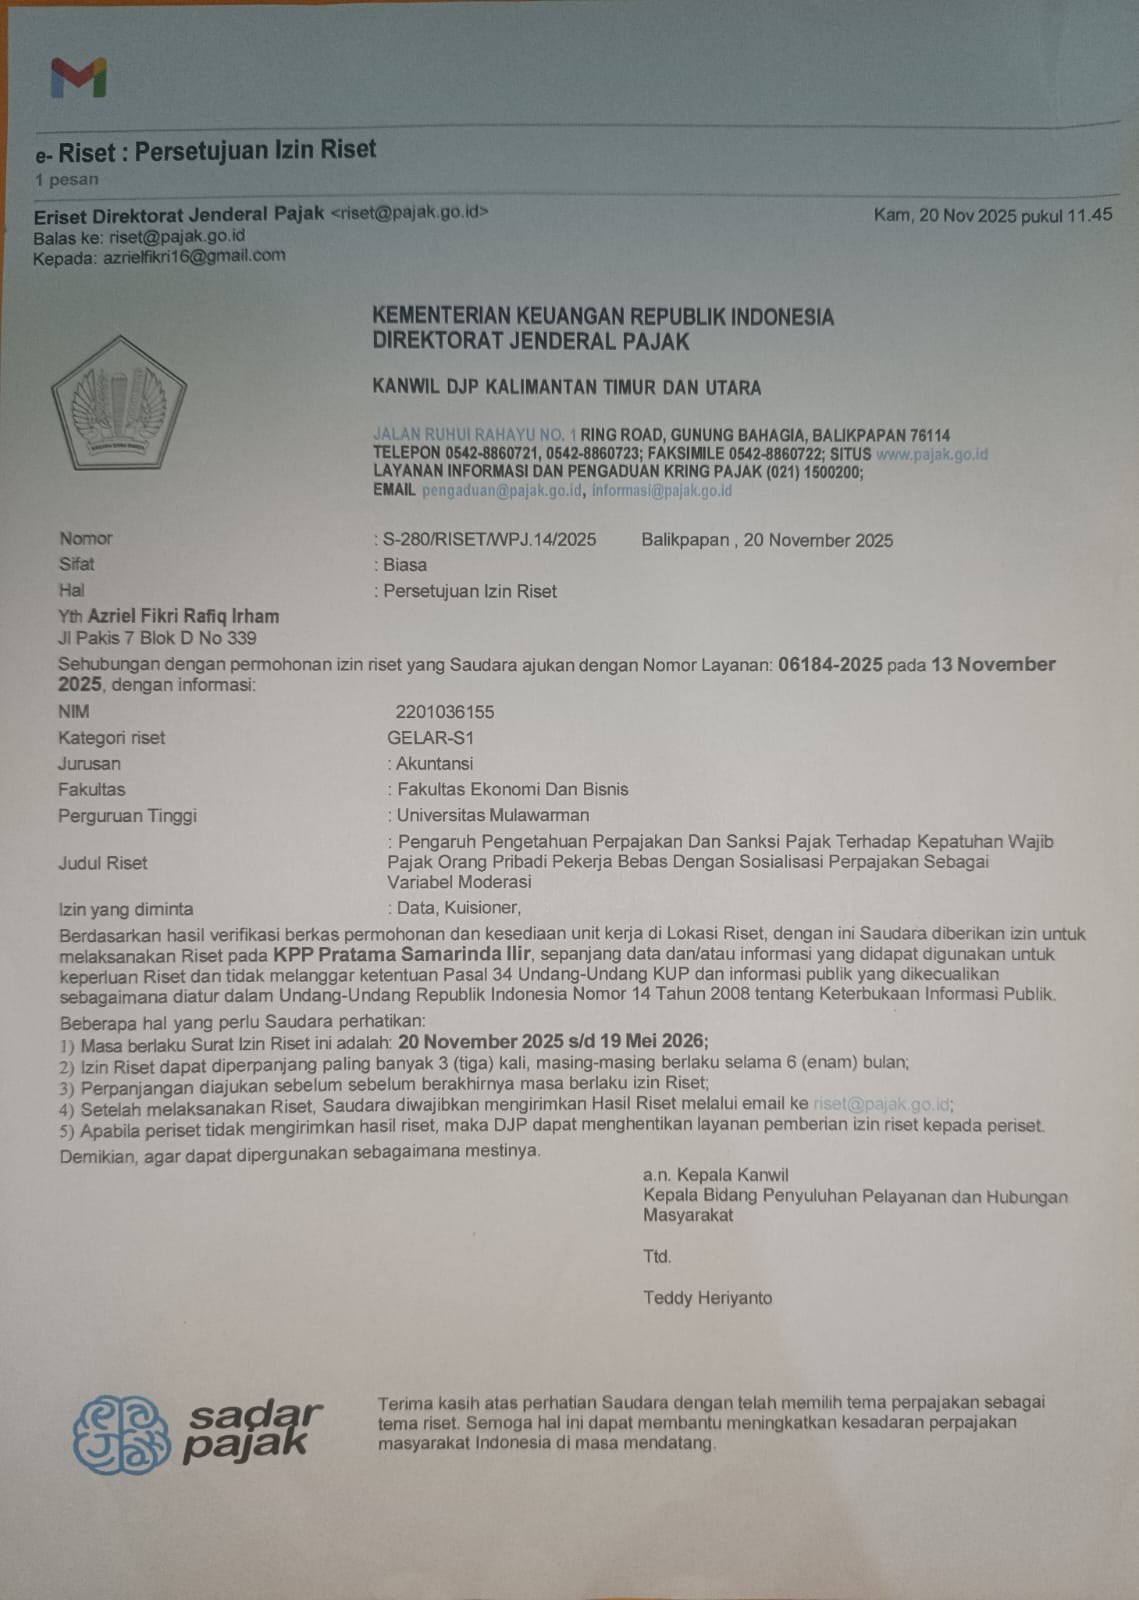 e- Riset : Persetujuan Izin Riset
1 pesan
Eriset Direktorat Jenderal Pajak <riset@pajak.go.id>
Kam, 20 Nov 2025 pukul 11.45
Balas ke: riset@pajak.go.id
Kepada: azrielfikri16@gmail.com
KEMENTERIAN KEUANGAN REPUBLIK INDONESIA
DIREKTORAT JENDERAL PAJAK
KANWIL DJP KALIMANTAN TIMUR DAN UTARA
JALAN RUHUI RAHAYU NO. 1 RING ROAD, GUNUNG BAHAGIA, BALIKPAPAN 76114
TELEPON 0542-8860721, 0542-8860723; FAKSIMILE 0542-8860722; SITUS www.pajak.go.id
LAYANAN INFORMASI DAN PENGADUAN KRING PAJAK (021) 1500200;
EMAIL pengaduan@pajak.go.id, informasi@pajak.go.id
Nomor : S-280/RISET/WPJ.14/2025 Balikpapan , 20 November 2025
Sifat : Biasa
Hal : Persetujuan Izin Riset
Yth Azriel Fikri Rafiq Irham
Jl Pakis 7 Blok D No 339
Sehubungan dengan permohonan izin riset yang Saudara ajukan dengan Nomor Layanan: 06184-2025 pada 13 November
2025, dengan informasi:
NIM 2201036155
Kategori riset GELAR-S1
Jurusan : Akuntansi
Fakultas : Fakultas Ekonomi Dan Bisnis
Perguruan Tinggi : Universitas Mulawarman
Judul Riset : Pengaruh Pengetahuan Perpajakan Dan Sanksi Pajak Terhadap Kepatuhan Wajib
Pajak Orang Pribadi Pekerja Bebas Dengan Sosialisasi Perpajakan Sebagai
Variabel Moderasi
Izin yang diminta : Data, Kuisioner,
Berdasarkan hasil verifikasi berkas permohonan dan kesediaan unit kerja di Lokasi Riset, dengan ini Saudara diberikan izin untuk
melaksanakan Riset pada KPP Pratama Samarinda Ilir, sepanjang data dan/atau informasi yang didapat digunakan untuk
keperluan Riset dan tidak melanggar ketentuan Pasal 34 Undang-Undang KUP dan informasi publik yang dikecualikan
sebagaimana diatur dalam Undang-Undang Republik Indonesia Nomor 14 Tahun 2008 tentang Keterbukaan Informasi Publik.
Beberapa hal yang perlu Saudara perhatikan:
1) Masa berlaku Surat Izin Riset ini adalah: 20 November 2025 s/d 19 Mei 2026;
2) Izin Riset dapat diperpanjang paling banyak 3 (tiga) kali, masing-masing berlaku selama 6 (enam) bulan;
3) Perpanjangan diajukan sebelum sebelum berakhirnya masa berlaku izin Riset;
4) Setelah melaksanakan Riset, Saudara diwajibkan mengirimkan Hasil Riset melalui email ke riset@pajak.go.id;
5) Apabila periset tidak mengirimkan hasil riset, maka DJP dapat menghentikan layanan pemberian izin riset kepada periset.
Demikian, agar dapat dipergunakan sebagaimana mestinya.
a.n. Kepala Kanwil
Kepala Bidang Penyuluhan Pelayanan dan Hubungan
Masyarakat
Ttd.
Teddy Heriyanto
sadar
pajak
Terima kasih atas perhatian Saudara dengan telah memilih tema perpajakan sebagai
tema riset. Semoga hal ini dapat membantu meningkatkan kesadaran perpajakan
masyarakat Indonesia di masa mendatang.